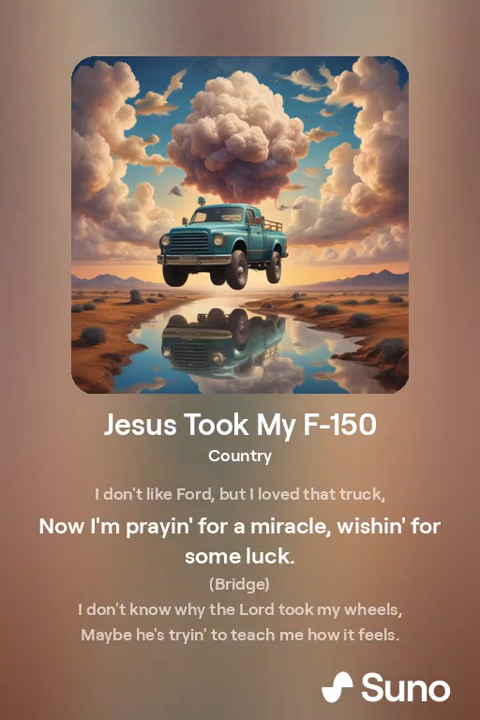 Jesus Took My F-150
Country
I don't like Ford, but I loved that truck,
Now I'm prayin' for a miracle, wishin' for
some luck.
(Bridge)
I don't know why the Lord took my wheels,
Maybe he's tryin' to teach me how it feels.
Suno